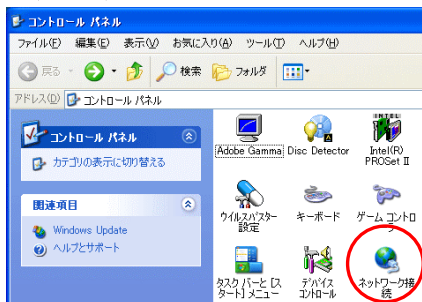 コントロール パネル
ファイル(F) 編集(E) 表示(V) お気に入り(A) ツール(T) ヘルプ(H)
戻る 検索 フォルダ
アドレス(D) コントロール パネル
コントロール パネル
カテゴリの表示に切り替える
関連項目
Windows Update
ヘルプとサポート
Adobe Gamma Disc Detector Intel(R)
PROSet II
ウイルスバスター キーボード ゲーム コントロ
設定 ーラ
タスク バーと [ス デバイス ネットワーク接
タート] メニュー コントロール 続